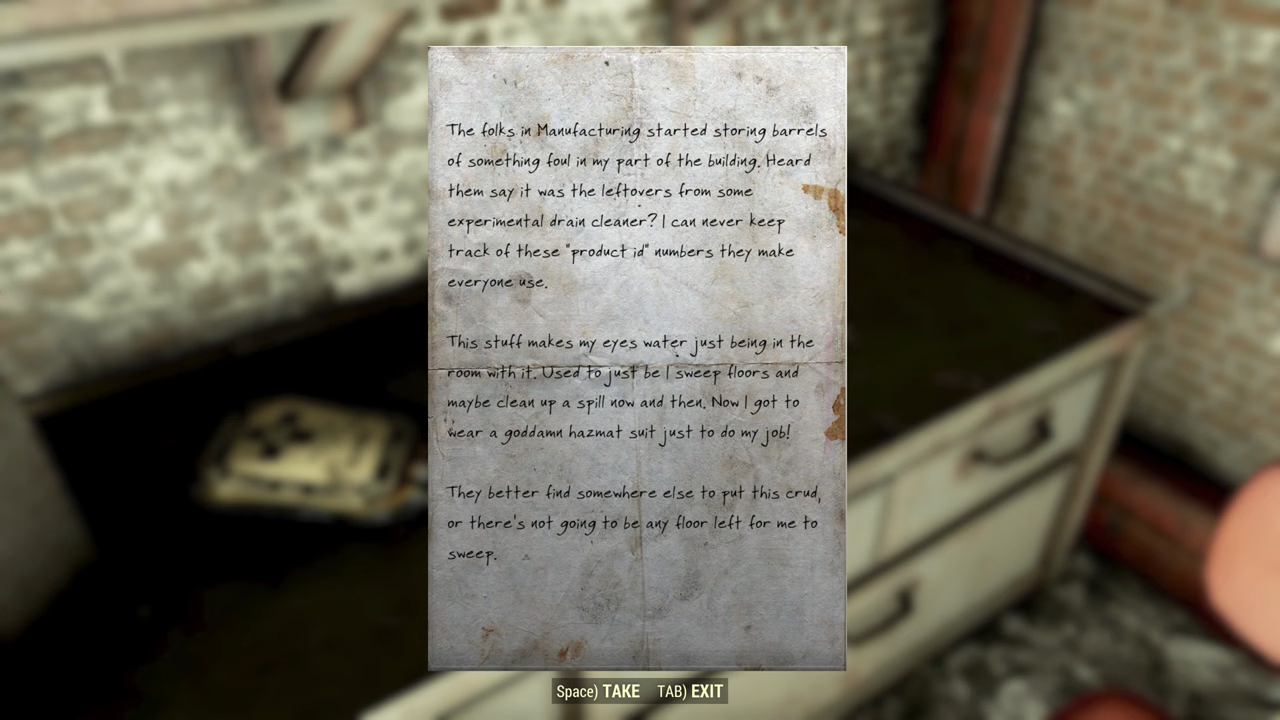 The folks in Manufacturing started storing barrels
of something foul in my part of the building. Heard
them say it was the leftovers from some
experimental drain cleaner? I can never keep
track of these "product id" numbers they make
everyone use.
This stuff makes my eyes water just being in the
room with it. Used to just be I sweep floors and
maybe clean up a spill now and then. Now I got to
wear a goddamn hazmat suit just to do my job!
They better find somewhere else to put this crud,
or there's not going to be any floor left for me to
sweep.
Space) TAKE TAB) EXIT